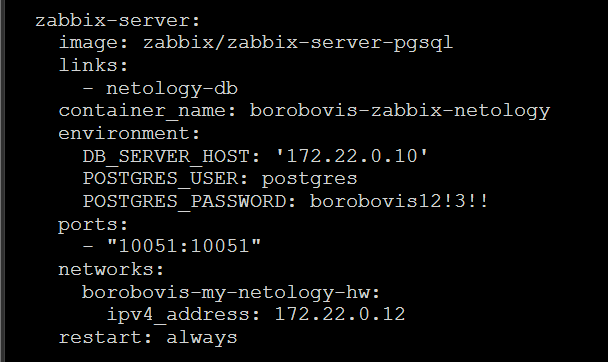 zabbix-server:
  image: zabbix/zabbix-server-pgsql
  links:
    - netology-db
  container_name: borobovis-zabbix-netology
  environment:
    DB_SERVER_HOST: '172.22.0.10'
    POSTGRES_USER: postgres
    POSTGRES_PASSWORD: borobovis12!3!!
  ports:
    - "10051:10051"
  networks:
    borobovis-my-netology-hw:
      ipv4_address: 172.22.0.12
  restart: always